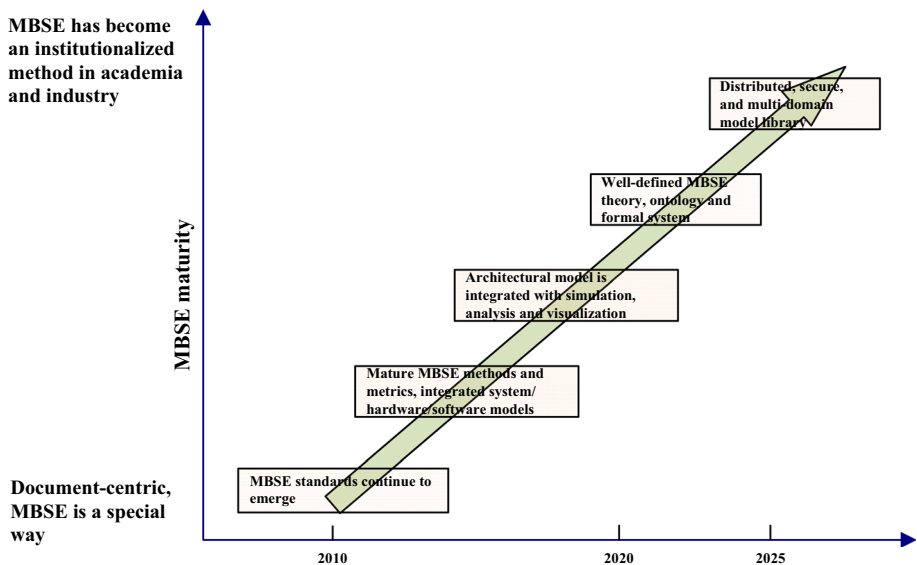 MBSE has become
an institutionalized
method in academia
and industry
Distributed, secure,
and multi-domain
model library
Well-defined MBSE
theory, ontology and
formal system
MBSE maturity
Architectural model is
integrated with simulation,
analysis and visualization
Mature MBSE methods and
metrics, integrated system/
hardware/software models
MBSE standards continue to
emerge
Document-centric,
MBSE is a special
way
2010
2020
2025